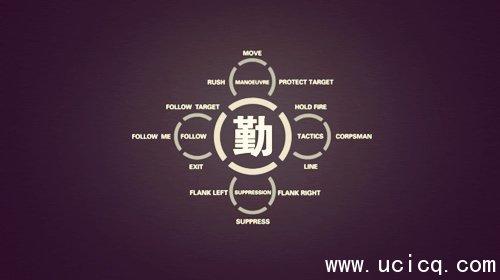 MOVE
RUSH MANOEUVRE PROTECT TARGET
FOLLOW TARGET HOLD FIRE
FOLLOW ME FOLLOW 勤 TACTICS CORPSMAN
EXIT LINE
FLANK LEFT SUPPRESSION FLANK RIGHT
SUPPRESS
www.ucicq.com